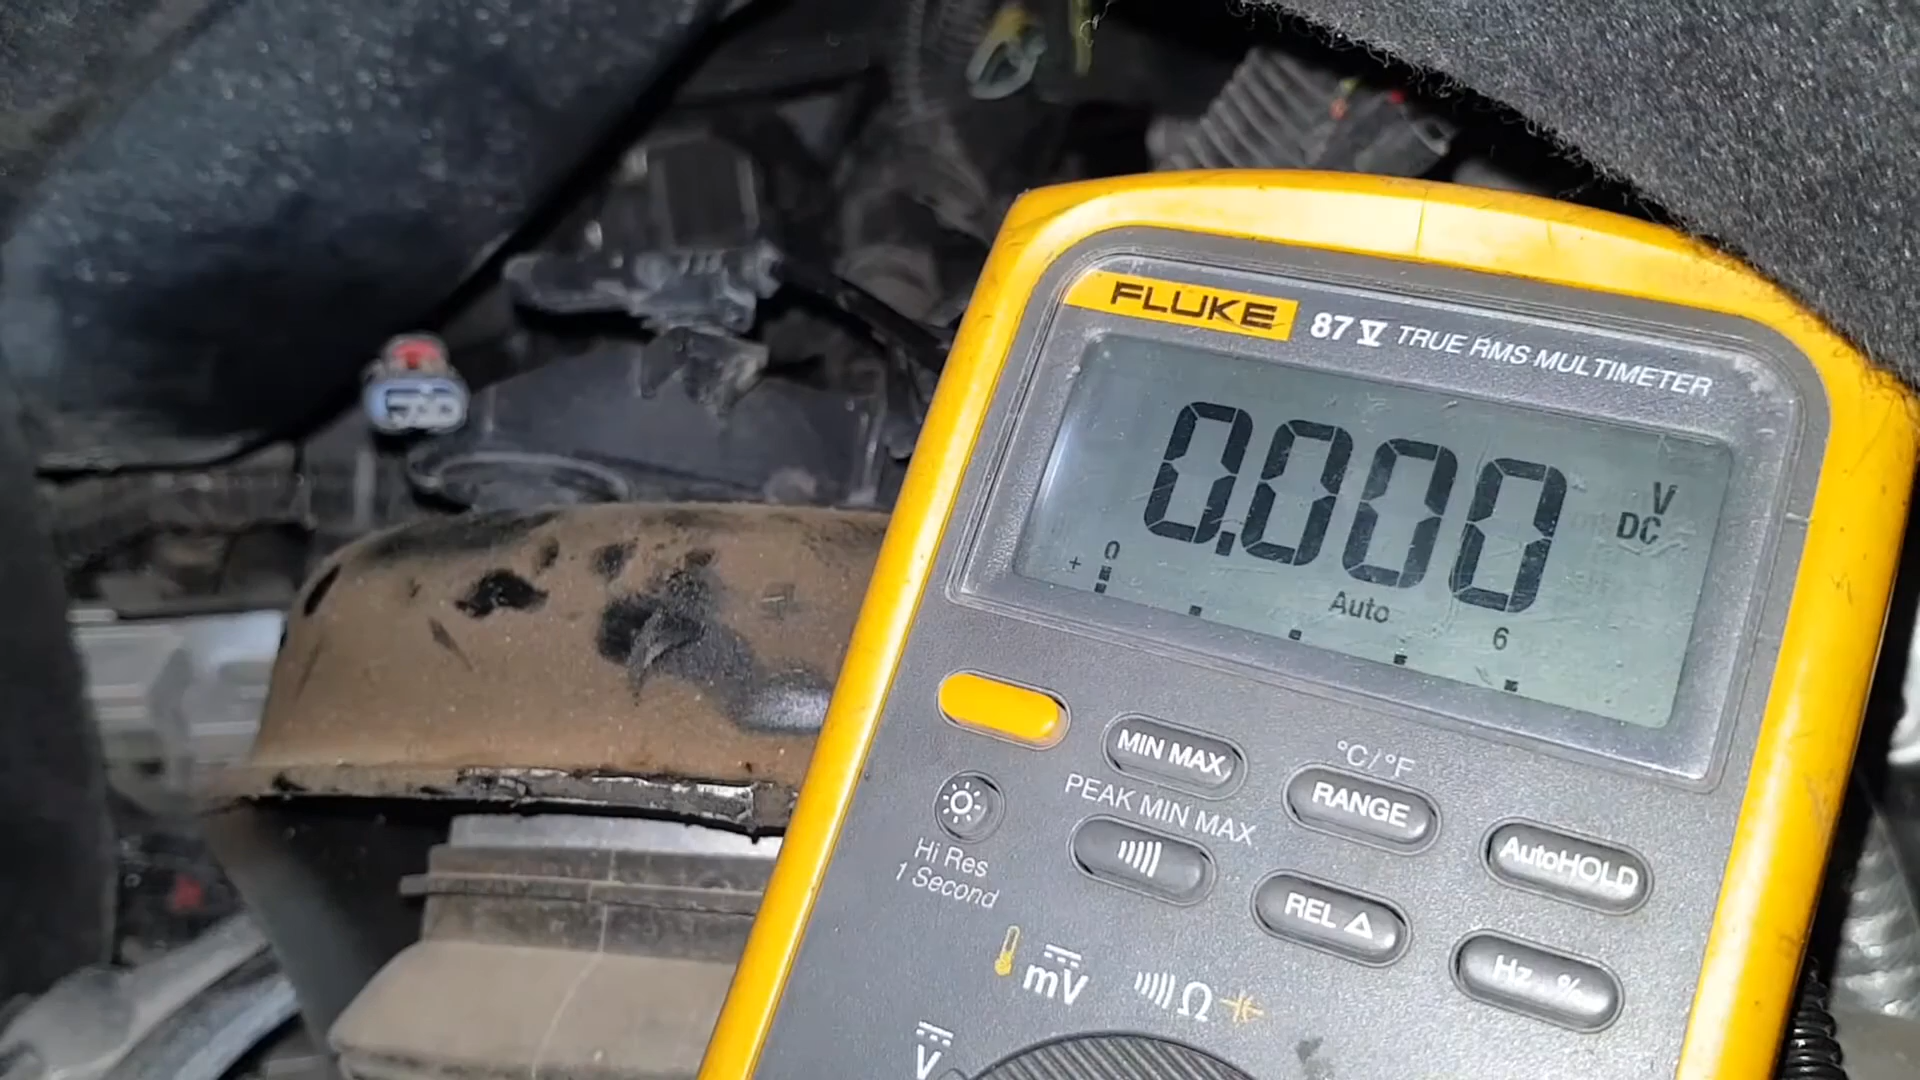 FLUKE 87 V TRUE RMS MULTIMETER
0.000 V
DC
+ 0
Auto 6
MIN MAX
°C/°F
RANGE
PEAK MIN MAX
AutoHOLD
Hi Res
1 Second
REL △
Hz %
mV
Ω
V